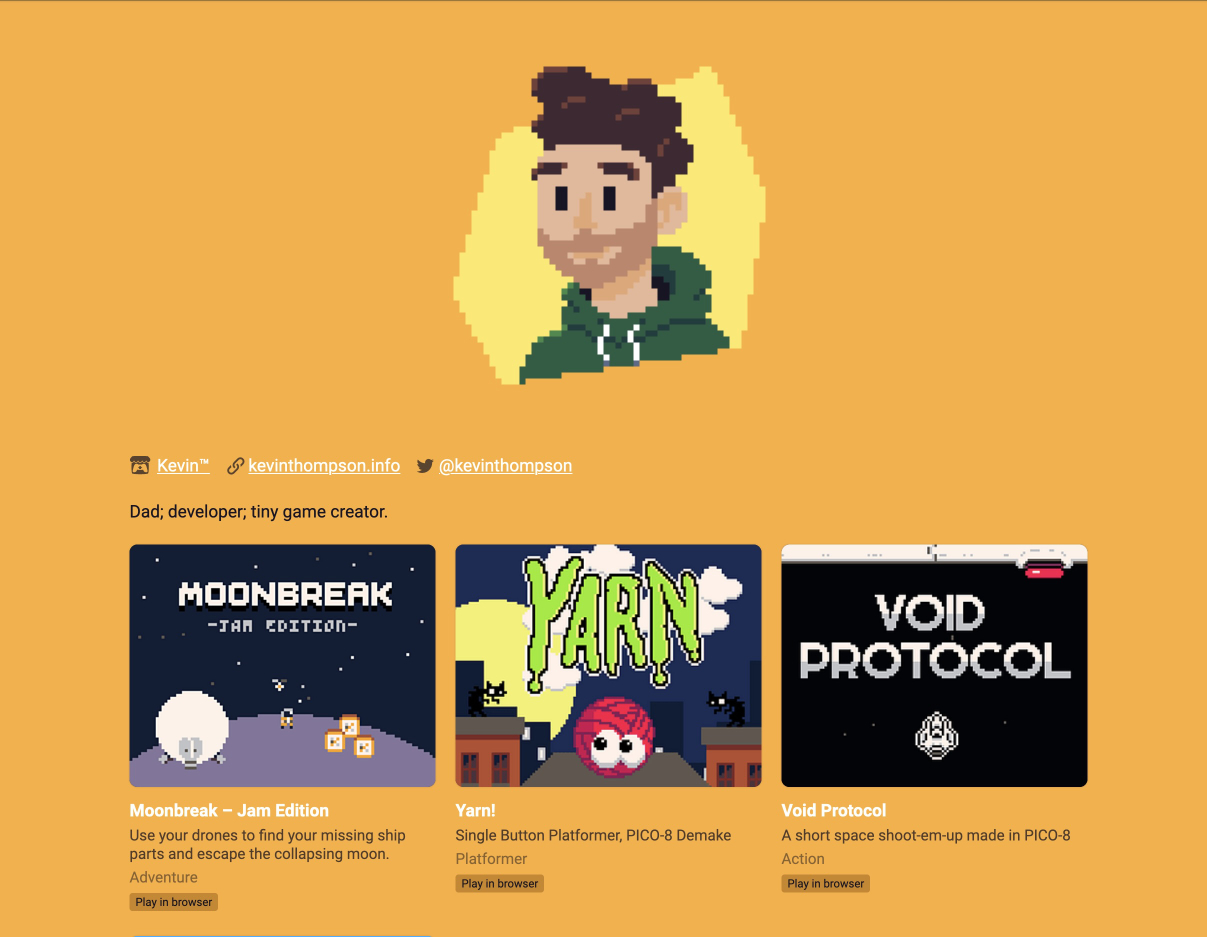 Kevin™ kevinthompson.info @kevinthompson
Dad; developer; tiny game creator.
MOONBREAK
-JAM EDITION-
YARN
VOID
PROTOCOL
Moonbreak – Jam Edition
Use your drones to find your missing ship
parts and escape the collapsing moon.
Adventure
Play in browser
Yarn!
Single Button Platformer, PICO-8 Demake
Platformer
Play in browser
Void Protocol
A short space shoot-em-up made in PICO-8
Action
Play in browser